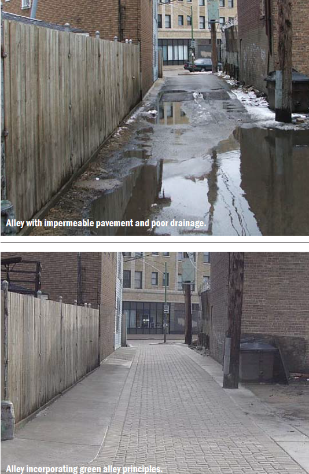 Alley with impermeable pavement and poor drainage.
Alley incorporating green alley principles.